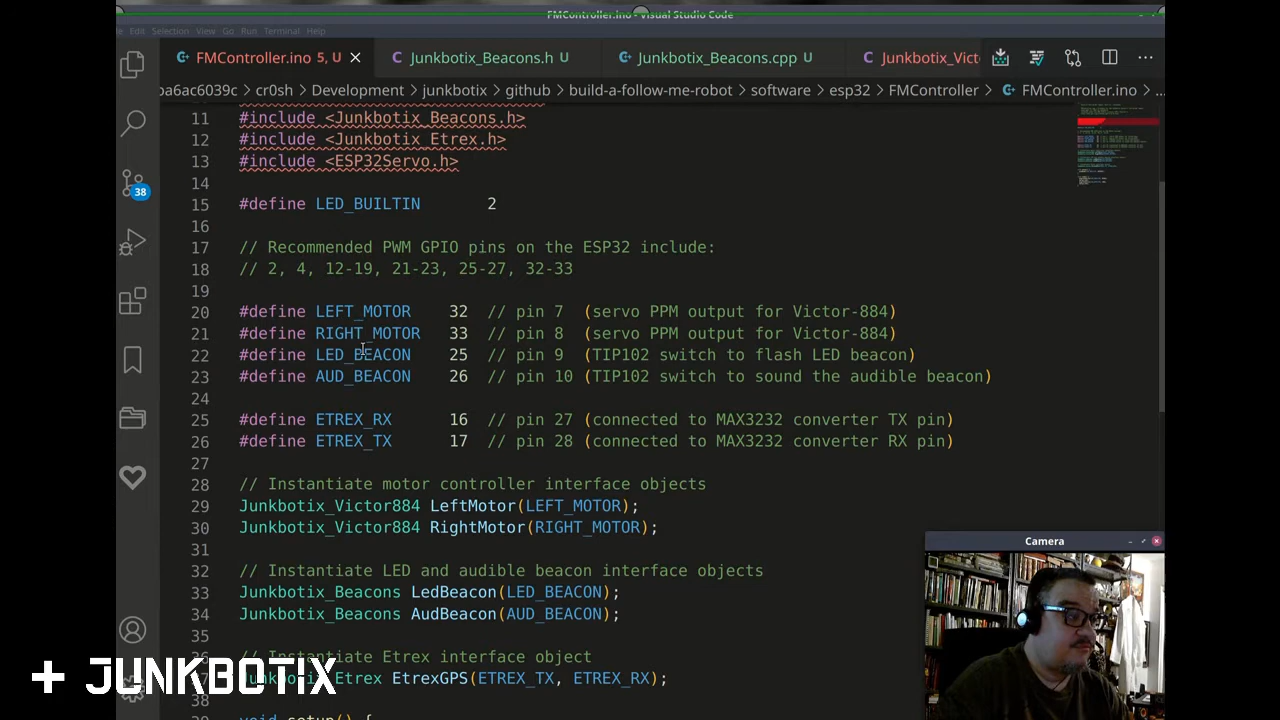 FMController.ino - Visual Studio Code
Edit Selection View Go Run Terminal Help
FMController.ino 5, U
Junkbotix_Beacons.h U
Junkbotix_Beacons.cpp U
Junkbotix_Vict
ba6ac6039c > cr0sh > Development > junkbotix > github > build-a-follow-me-robot > software > esp32 > FMController > FMController.ino > ...
11 #include <Junkbotix_Beacons.h>
12 #include <Junkbotix_Etrex.h>
13 #include <ESP32Servo.h>
14
15 #define LED_BUILTIN 2
16
17 // Recommended PWM GPIO pins on the ESP32 include:
18 // 2, 4, 12-19, 21-23, 25-27, 32-33
19
20 #define LEFT_MOTOR 32 // pin 7 (servo PPM output for Victor-884)
21 #define RIGHT_MOTOR 33 // pin 8 (servo PPM output for Victor-884)
22 #define LED_BEACON 25 // pin 9 (TIP102 switch to flash LED beacon)
23 #define AUD_BEACON 26 // pin 10 (TIP102 switch to sound the audible beacon)
24
25 #define ETREX_RX 16 // pin 27 (connected to MAX3232 converter TX pin)
26 #define ETREX_TX 17 // pin 28 (connected to MAX3232 converter RX pin)
27
28 // Instantiate motor controller interface objects
29 Junkbotix_Victor884 LeftMotor(LEFT_MOTOR);
30 Junkbotix_Victor884 RightMotor(RIGHT_MOTOR);
31
32 // Instantiate LED and audible beacon interface objects
33 Junkbotix_Beacons LedBeacon(LED_BEACON);
34 Junkbotix_Beacons AudBeacon(AUD_BEACON);
35
// Instantiate Etrex interface object
Etrex EtrexGPS(ETREX_TX, ETREX_RX);
38
void setup() {
38
Camera
+ JUNKBOTIX